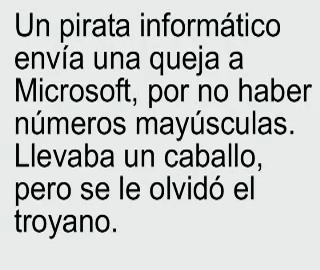 Un pirata informático
envía una queja a
Microsoft, por no haber
números mayúsculas.
Llevaba un caballo,
pero se le olvidó el
troyano.